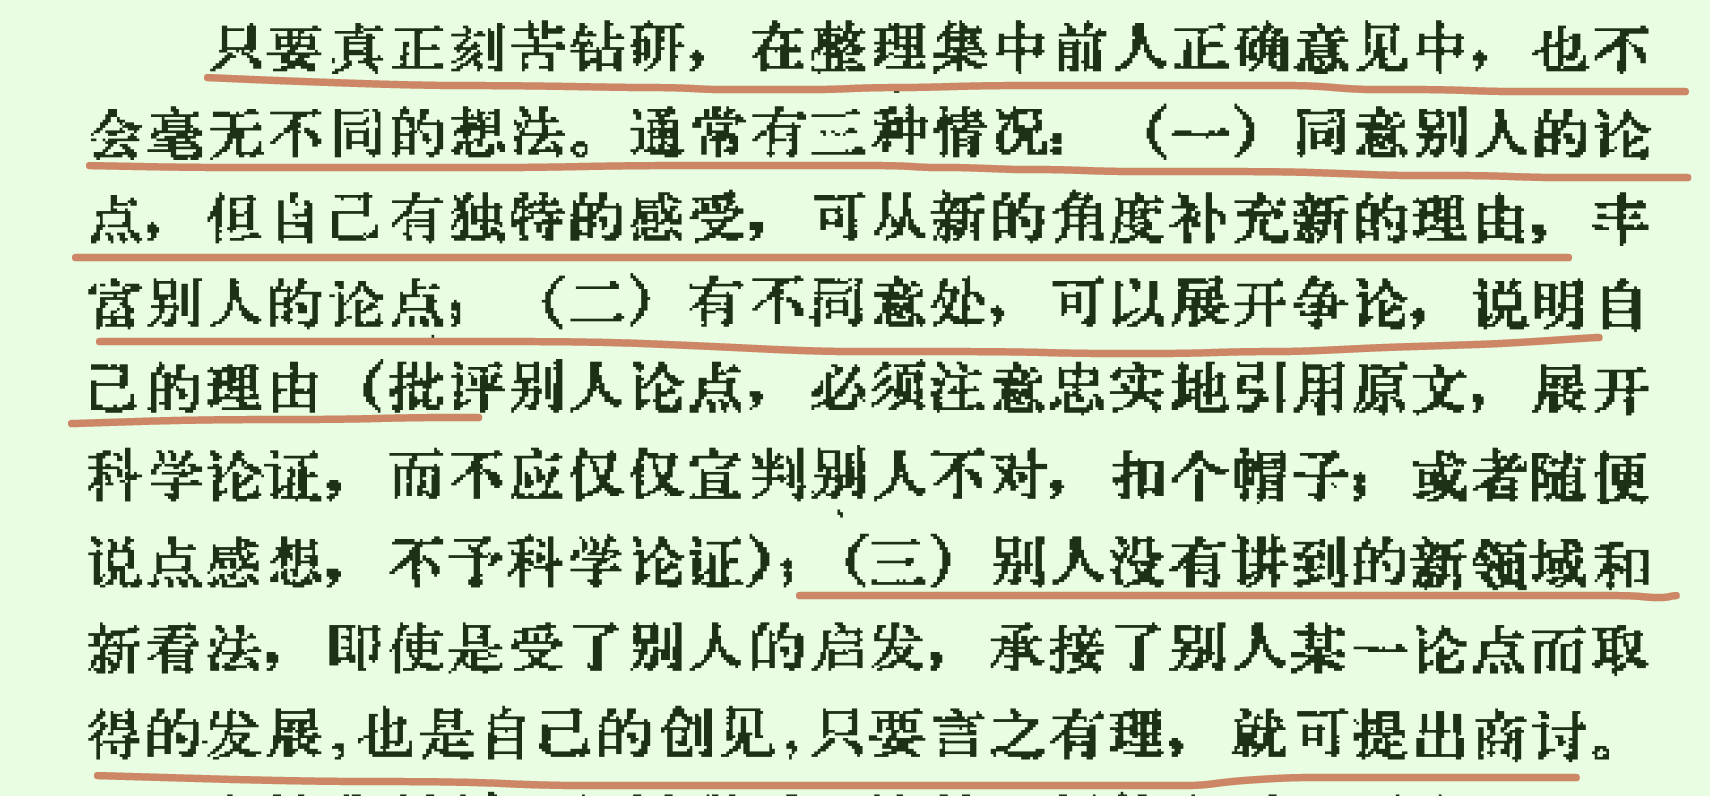 只要真正刻苦钻研，在整理集中前人正确意见中，也不
会毫无不同的想法。通常有三种情况：（一）同意别人的论
点，但自己有独特的感受，可从新的角度补充新的理由，丰
富别人的论点；（二）有不同意处，可以展开争论，说明自
己的理由（批评别人论点，必须注意忠实地引用原文，展开
科学论证，而不应仅仅宣判别人不对，扣个帽子；或者随便
说点感想，不予科学论证）；（三）别人没有讲到的新领域和
新看法，即使是受了别人的启发，承接了别人某一论点而取
得的发展，也是自己的创见，只要言之有理，就可提出商讨。